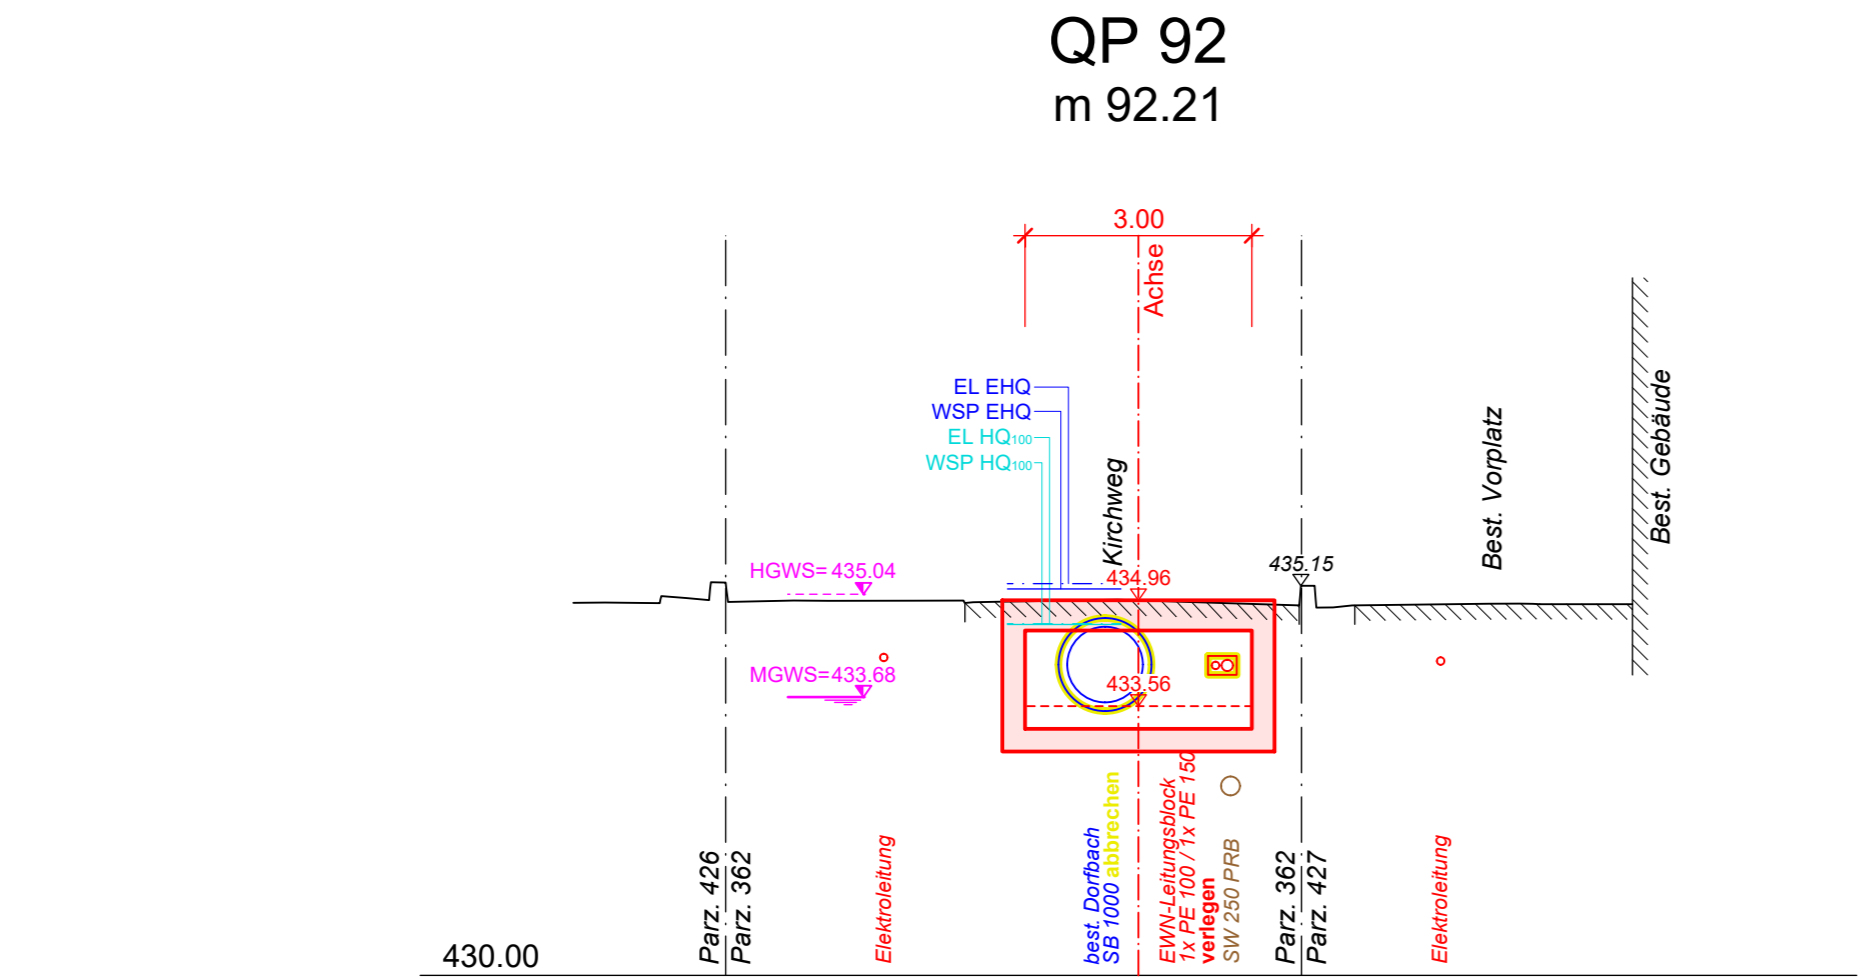 QP 92
m 92.21
3.00
Achse
EL EHQ
WSP EHQ
EL HQ100
WSP HQ100
Kirchweg
Best. Vorplatz
Best. Gebäude
HGWS= 435.04
434.96
435.15
MGWS= 433.68
433.56
Parz. 426
Parz. 362
Elektroleitung
best. Dorfbach
SB 1000 abbrechen
EWN-Leitungsblock
1x PE 100 / 1x PE 150
verlegen
SW 250 PRB
Parz. 362
Parz. 427
Elektroleitung
430.00